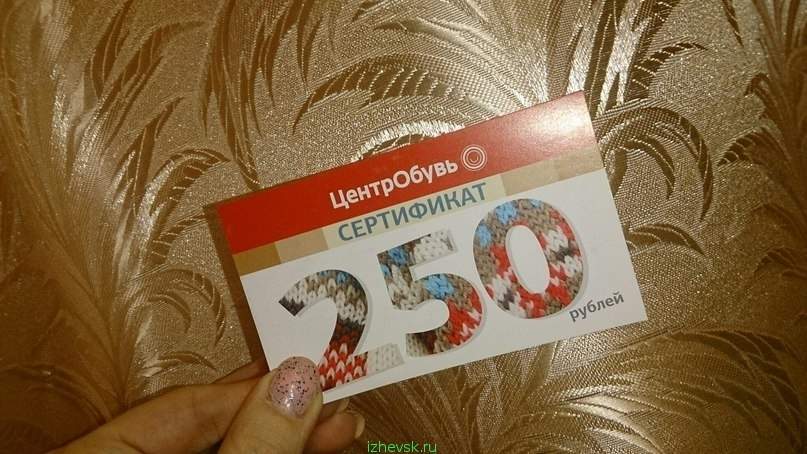 ЦентрОбувь
СЕРТИФИКАТ
250
рублей
izhevsk.ru